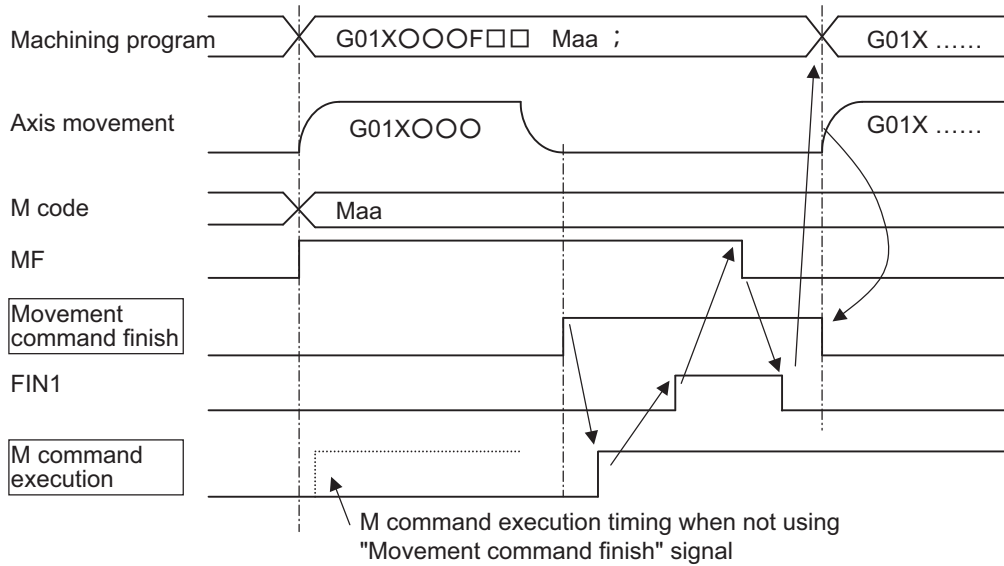 Machining program
G01X○○○F□□ Maa ;
G01X ……
Axis movement
G01X○○○
G01X ……
M code
Maa
MF
Movement
command finish
FIN1
M command
execution
M command execution timing when not using
"Movement command finish" signal